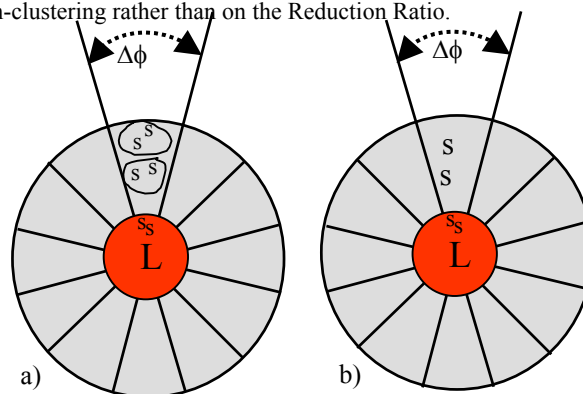 n-clustering rather than on the Reduction Ratio.
Δϕ Δϕ
s
s
s s
s
s
s
s
s
s
L L
a) b)